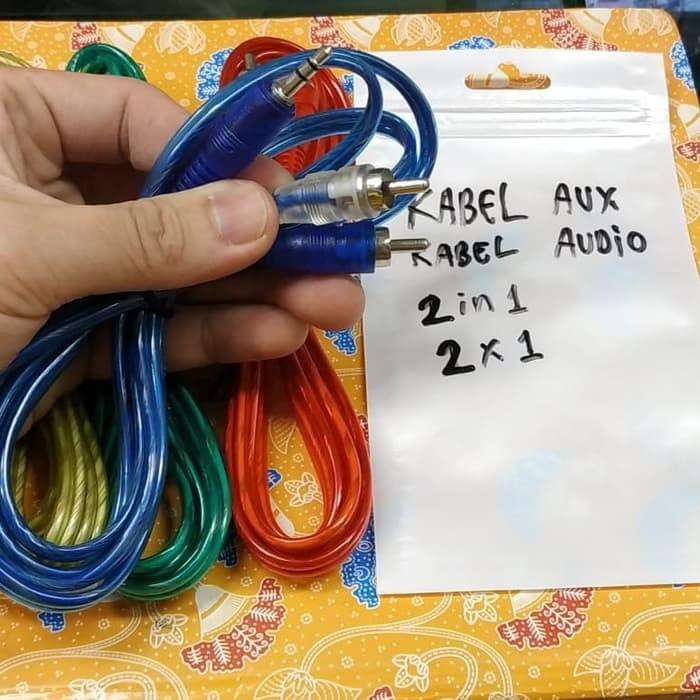 KABEL AUX
KABEL AUDiO
2 in 1
2 x 1